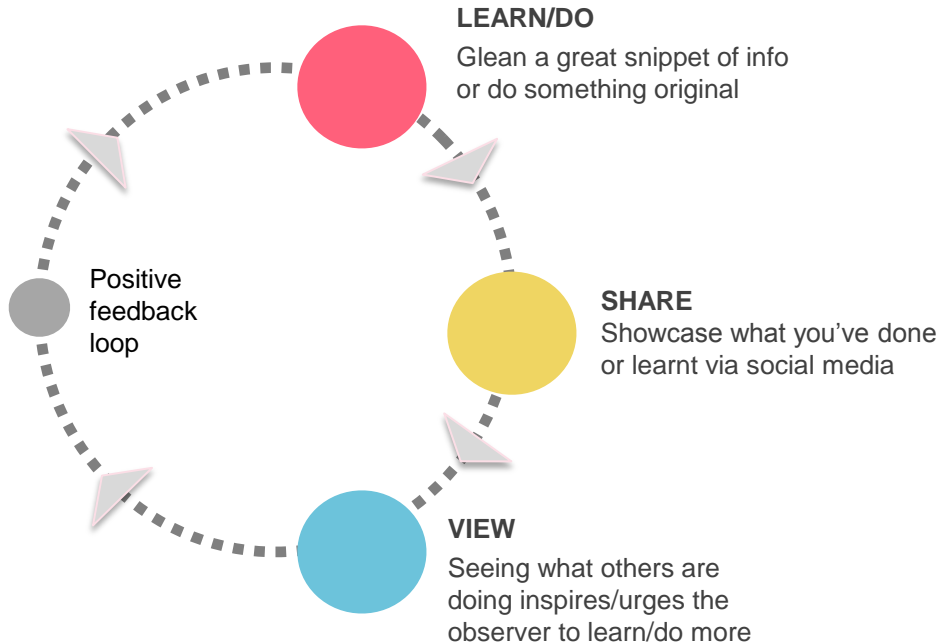 LEARN/DO
Glean a great snippet of info
or do something original
Positive
feedback
loop
SHARE
Showcase what you’ve done
or learnt via social media
VIEW
Seeing what others are
doing inspires/urges the
observer to learn/do more